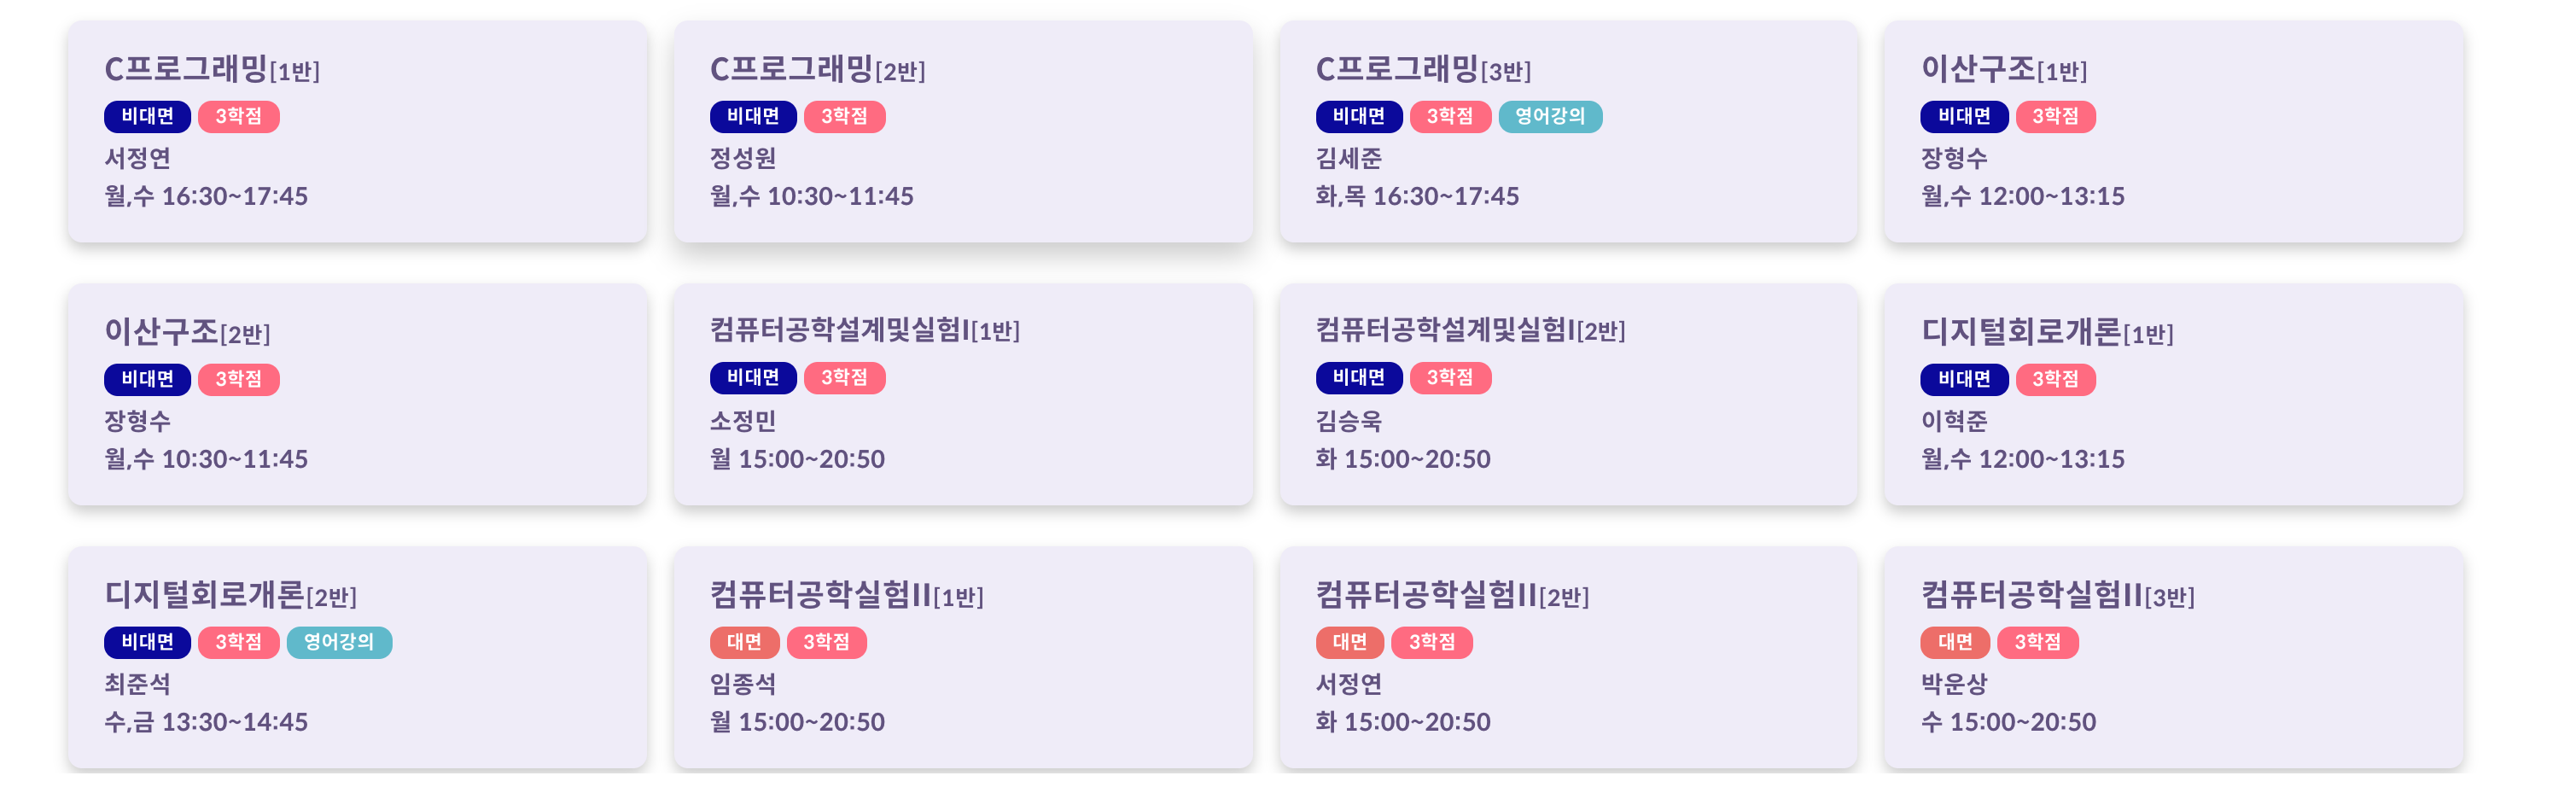 C프로그래밍[1반]
비대면 3학점
서정연
월,수 16:30~17:45
C프로그래밍[2반]
비대면 3학점
정성원
월,수 10:30~11:45
C프로그래밍[3반]
비대면 3학점 영어강의
김세준
화,목 16:30~17:45
이산구조[1반]
비대면 3학점
장형수
월,수 12:00~13:15
이산구조[2반]
비대면 3학점
장형수
월,수 10:30~11:45
컴퓨터공학설계및실험I[1반]
비대면 3학점
소정민
월 15:00~20:50
컴퓨터공학설계및실험I[2반]
비대면 3학점
김승욱
화 15:00~20:50
디지털회로개론[1반]
비대면 3학점
이혁준
월,수 12:00~13:15
디지털회로개론[2반]
비대면 3학점 영어강의
최준석
수,금 13:30~14:45
컴퓨터공학실험II[1반]
대면 3학점
임종석
월 15:00~20:50
컴퓨터공학실험II[2반]
대면 3학점
서정연
화 15:00~20:50
컴퓨터공학실험II[3반]
대면 3학점
박운상
수 15:00~20:50